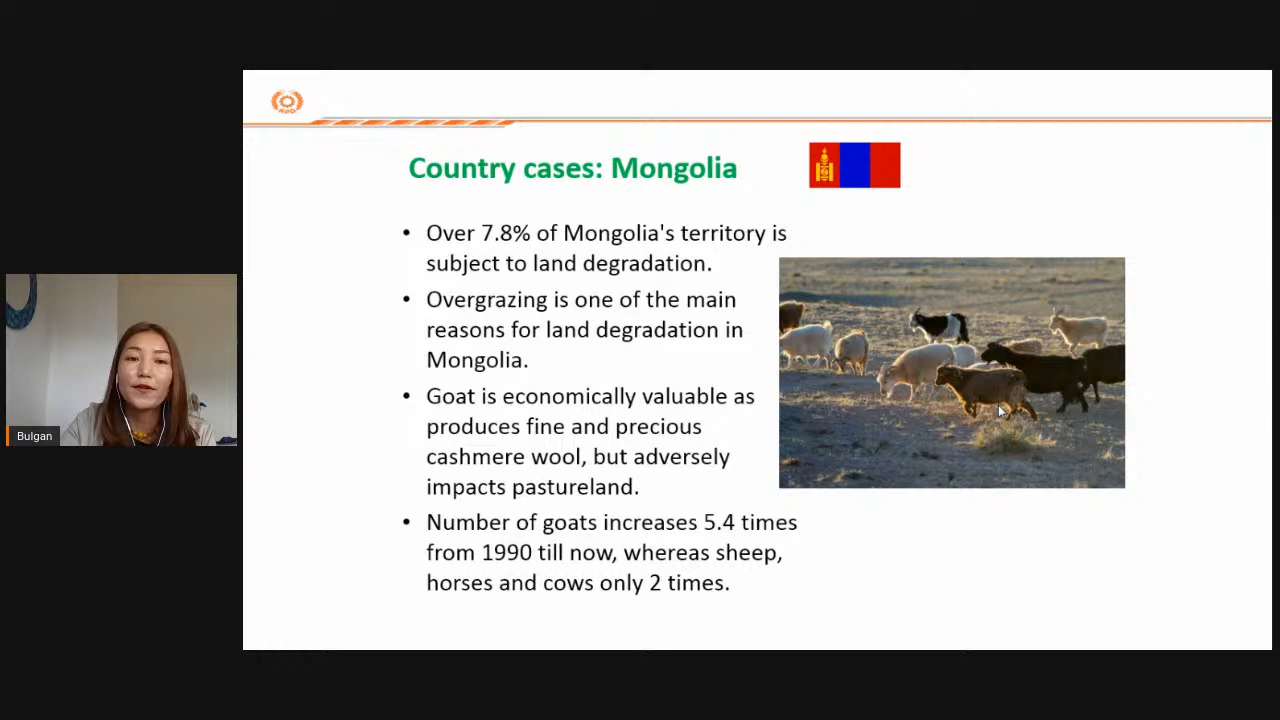 Country cases: Mongolia
• Over 7.8% of Mongolia's territory is
subject to land degradation.
• Overgrazing is one of the main
reasons for land degradation in
Mongolia.
• Goat is economically valuable as
produces fine and precious
cashmere wool, but adversely
impacts pastureland.
• Number of goats increases 5.4 times
from 1990 till now, whereas sheep,
horses and cows only 2 times.
Bulgan